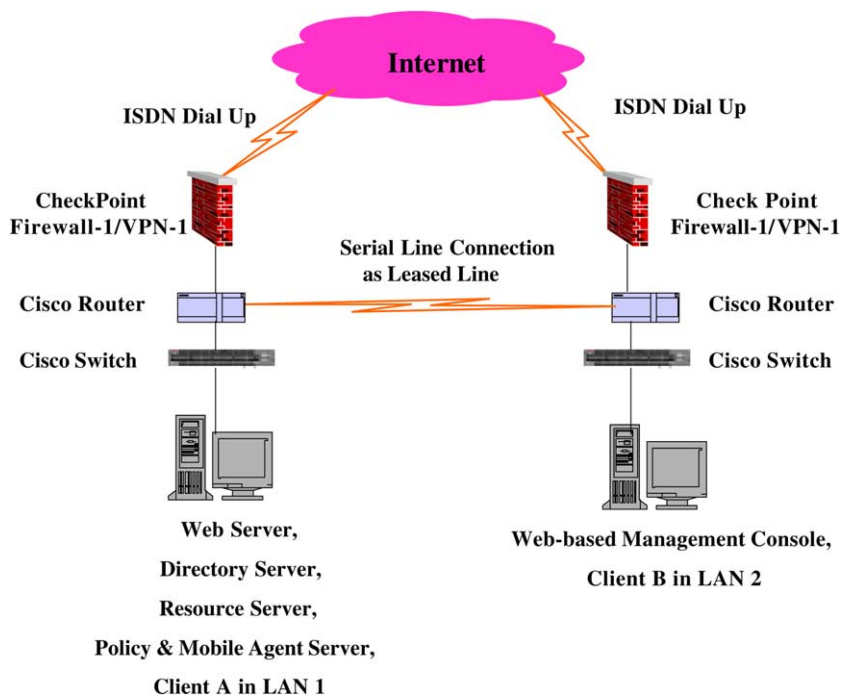 Internet
ISDN Dial Up
ISDN Dial Up
CheckPoint
Firewall-1/VPN-1
Check Point
Firewall-1/VPN-1
Serial Line Connection
as Leased Line
Cisco Router
Cisco Router
Cisco Switch
Cisco Switch
Web Server,
Directory Server,
Resource Server,
Policy & Mobile Agent Server,
Client A in LAN 1
Web-based Management Console,
Client B in LAN 2